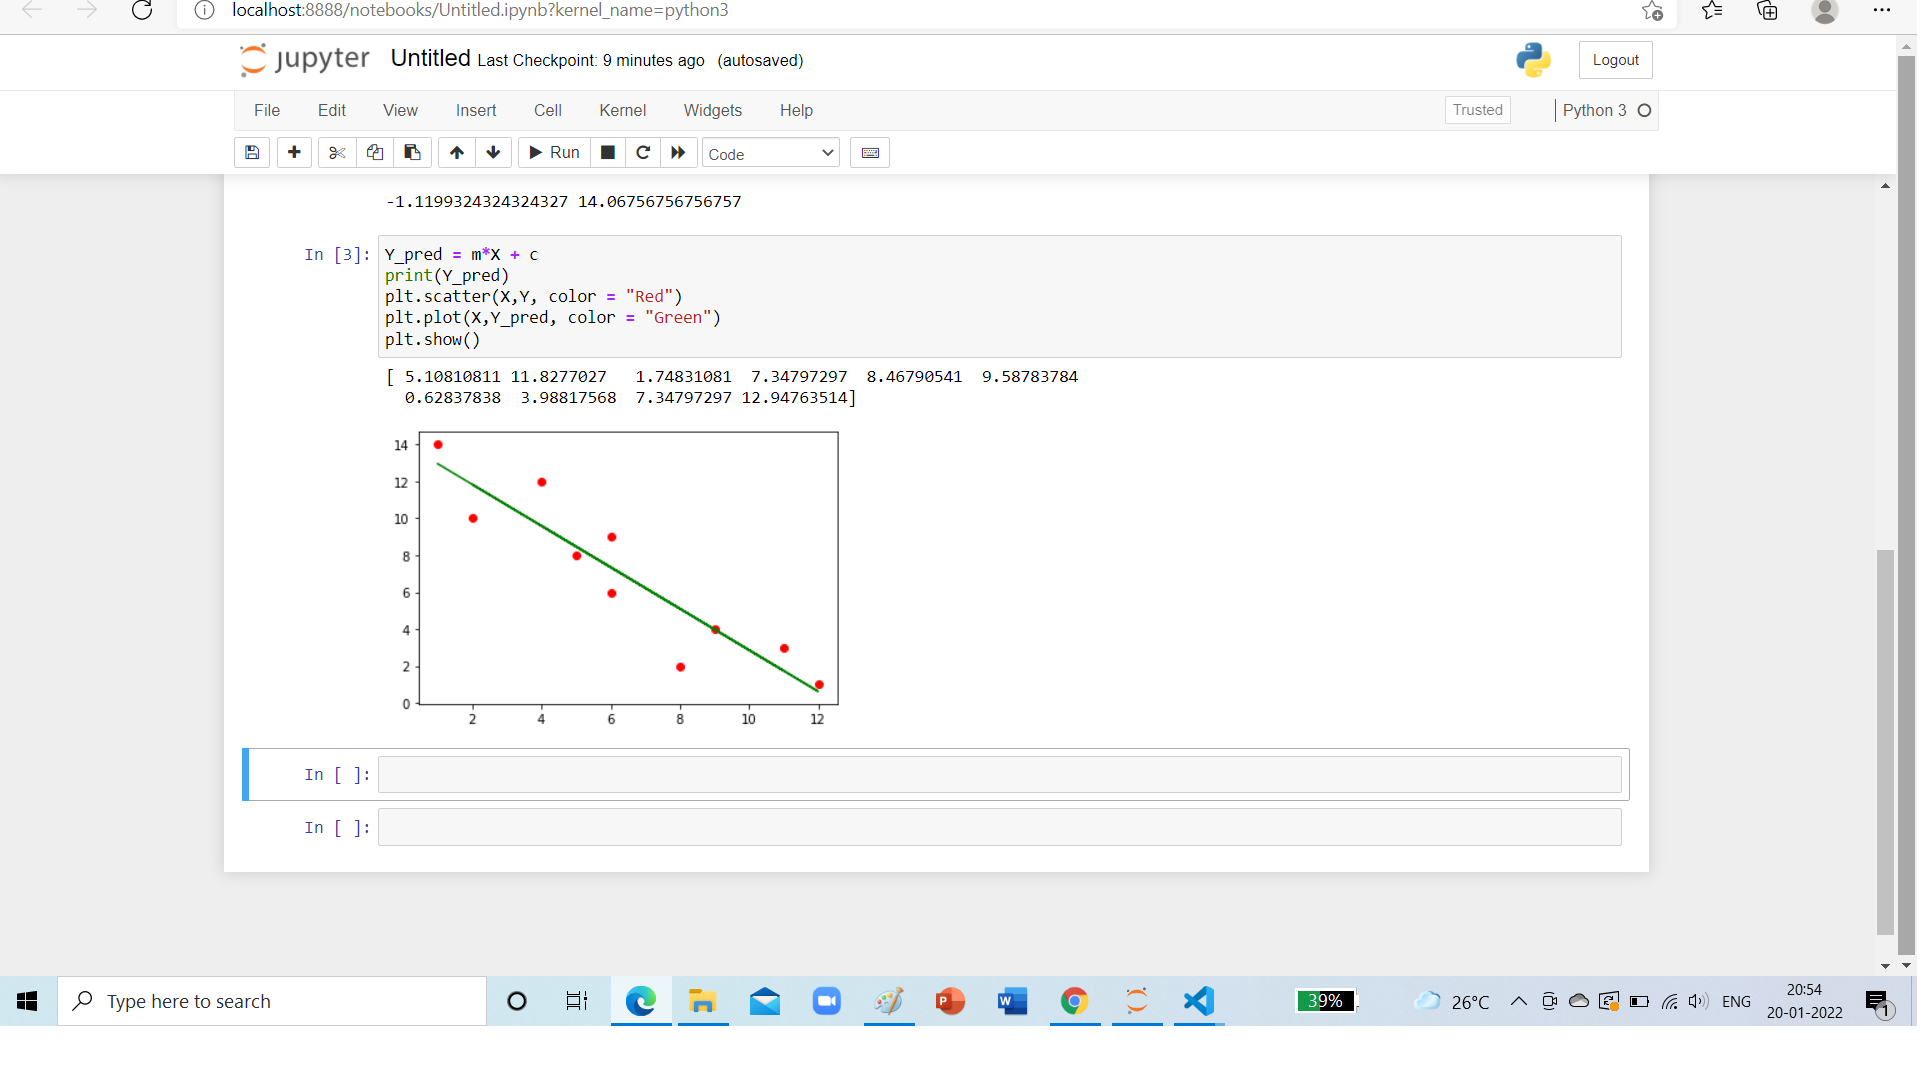 localhost:8888/notebooks/Untitled.ipynb?kernel_name=python3
jupyter Untitled Last Checkpoint: 9 minutes ago (autosaved)
Logout
File Edit View Insert Cell Kernel Widgets Help
Trusted
Python 3
Run
Code
-1.1199324324324327 14.06756756756757
In [3]: Y_pred = m*X + c
print(Y_pred)
plt.scatter(X,Y, color = "Red")
plt.plot(X,Y_pred, color = "Green")
plt.show()
[ 5.10810811 11.8277027 1.74831081 7.34797297 8.46790541 9.58783784
0.62837838 3.98817568 7.34797297 12.94763514]
14
12
10
8
6
4
2
0
2 4 6 8 10 12
In [ ]:
In [ ]:
Type here to search
39%
26°C
ENG
20:54
20-01-2022
1